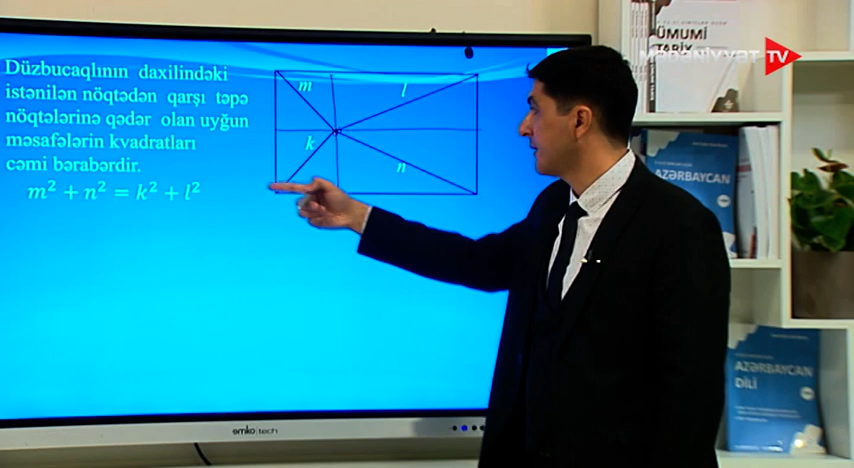 Düzbucaqlının daxilindəki
istənilən nöqtədən qarşı təpə
nöqtələrinə qədər olan uyğun
məsafələrin kvadratları
cəmi bərabərdir.
m² + n² = k² + l²
m
l
k
n
emko|tech
ÜMUMİ
TARİX
MƏDƏNİYYƏT TV
AZƏRBAYCAN
AZƏRBAYCAN
DİLİ